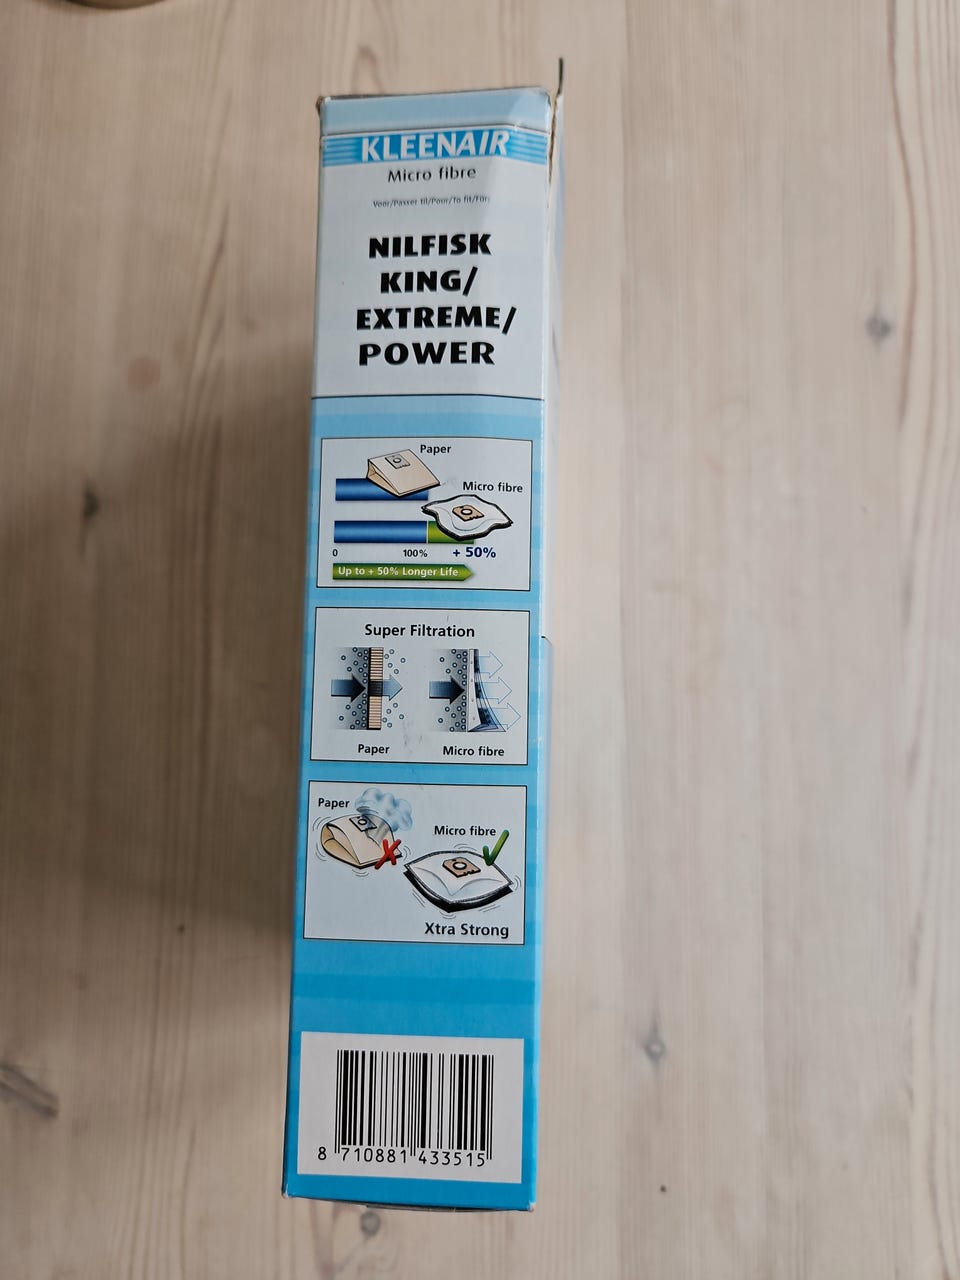 KLEENAIR
Micro fibre
Voor/Passer til/Pour/To fit/Für:
NILFISK
KING/
EXTREME/
POWER
Paper
Micro fibre
0 100% + 50%
Up to + 50% Longer Life
Super Filtration
Paper Micro fibre
Paper
Micro fibre
Xtra Strong
8 710881 433515